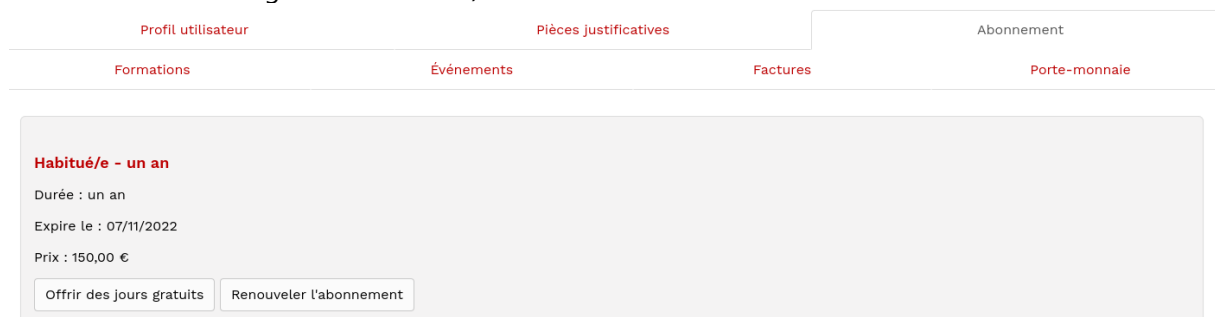 Profil utilisateur Pièces justificatives Abonnement
Formations Événements Factures Porte-monnaie
Habitué/e - un an
Durée : un an
Expire le : 07/11/2022
Prix : 150,00 €
Offrir des jours gratuits Renouveler l'abonnement